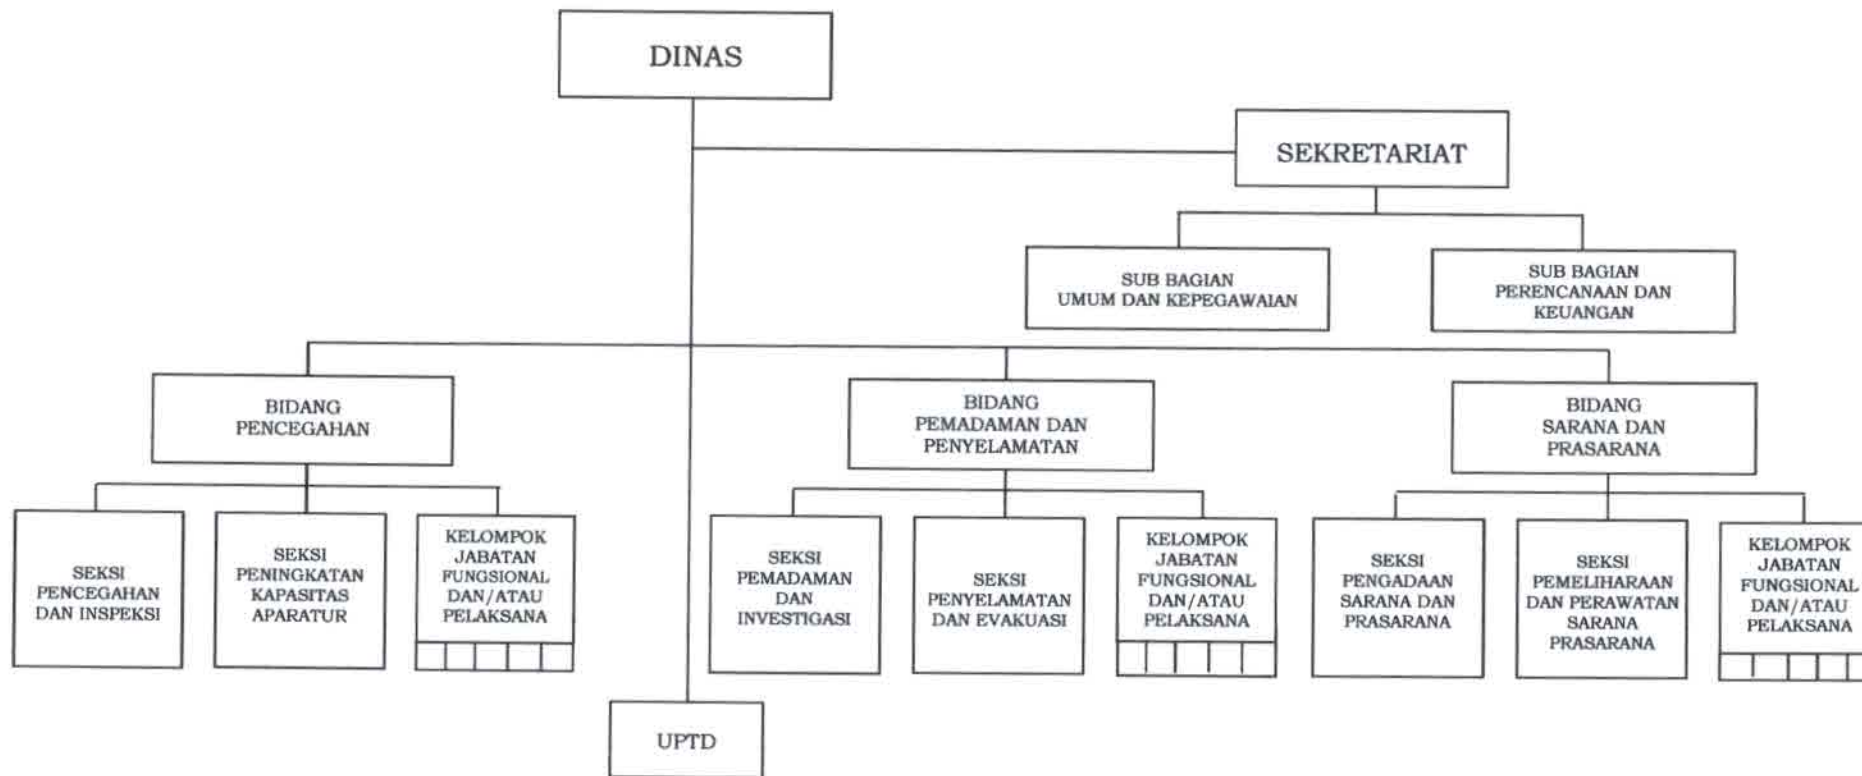 DINAS
SEKRETARIAT
SUB BAGIAN
UMUM DAN KEPEGAWAIAN
SUB BAGIAN
PERENCANAAN DAN
KEUANGAN
BIDANG
PENCEGAHAN
BIDANG
PEMADAMAN DAN
PENYELAMATAN
BIDANG
SARANA DAN
PRASARANA
SEKSI
PENCEGAHAN
DAN INSPEKSI
SEKSI
PENINGKATAN
KAPASITAS
APARATUR
KELOMPOK
JABATAN
FUNGSIONAL
DAN/ATAU
PELAKSANA
SEKSI
PEMADAMAN
DAN
INVESTIGASI
SEKSI
PENYELAMATAN
DAN EVAKUASI
KELOMPOK
JABATAN
FUNGSIONAL
DAN/ATAU
PELAKSANA
SEKSI
PENGADAAN
SARANA DAN
PRASARANA
SEKSI
PEMELIHARAAN
DAN PERAWATAN
SARANA
PRASARANA
KELOMPOK
JABATAN
FUNGSIONAL
DAN/ATAU
PELAKSANA
UPTD